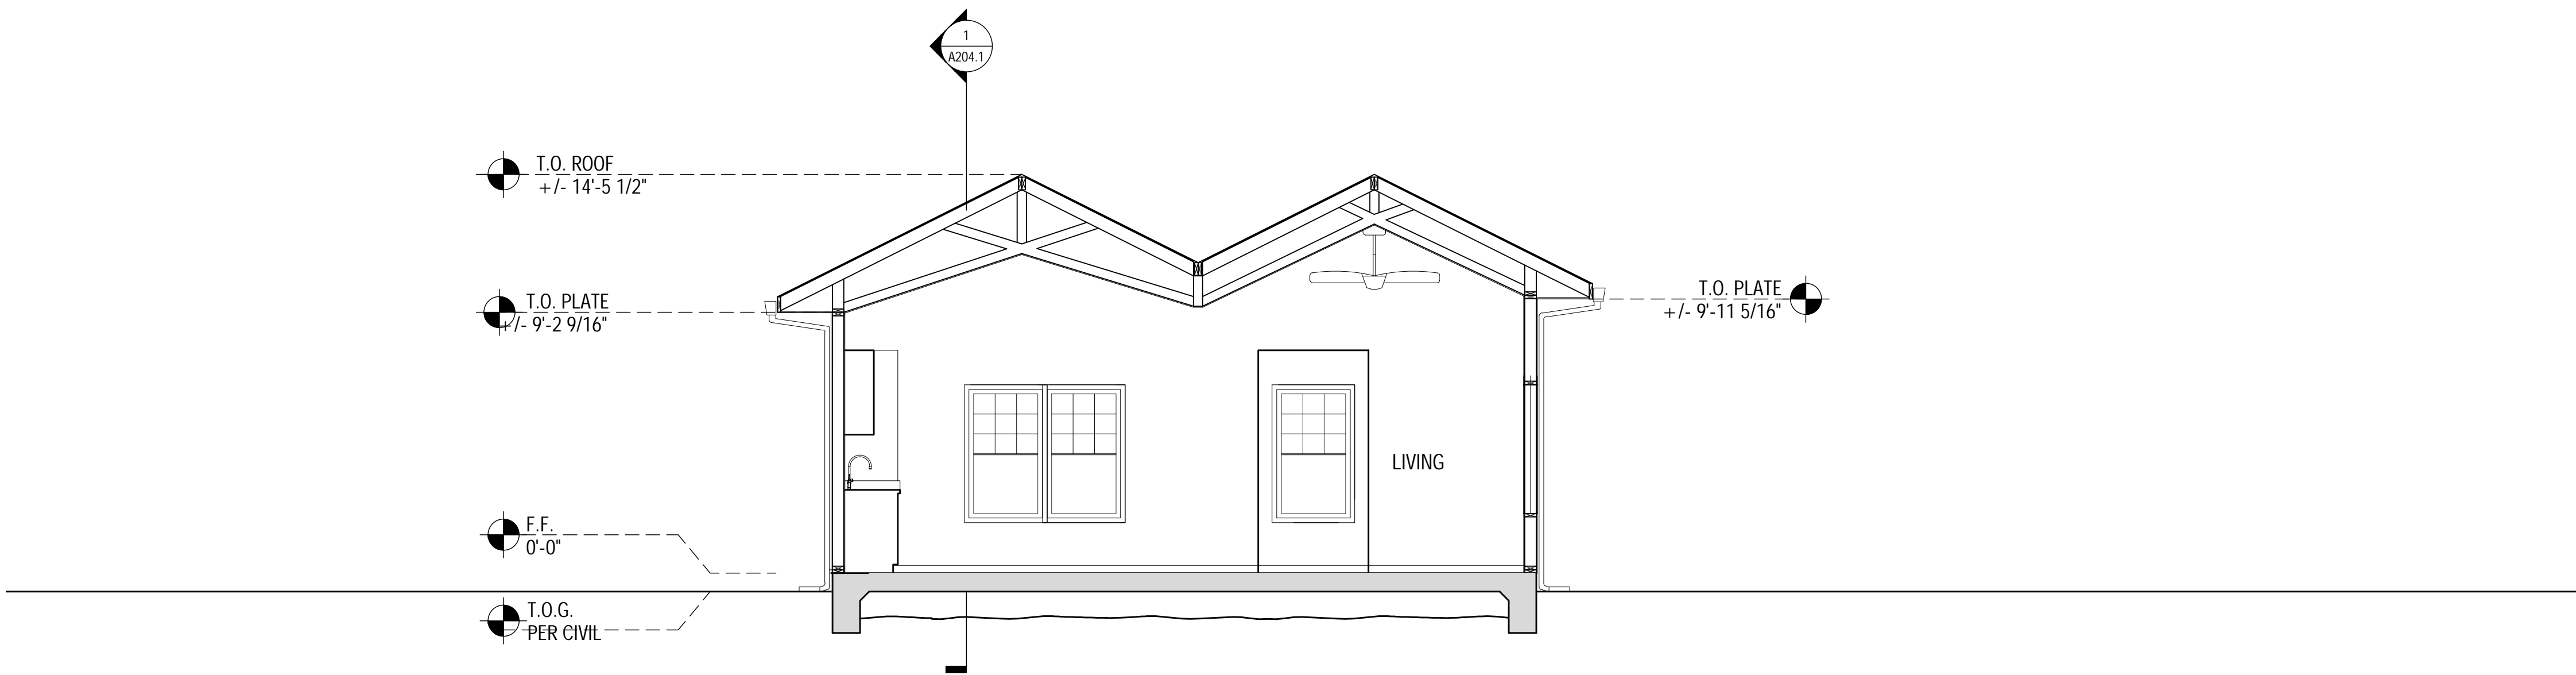 1
A204.1
T.O. ROOF
+/- 14'-5 1/2"
T.O. PLATE
+/- 9'-2 9/16"
T.O. PLATE
+/- 9'-11 5/16"
LIVING
F.F.
0'-0"
T.O.G.
PER CIVIL